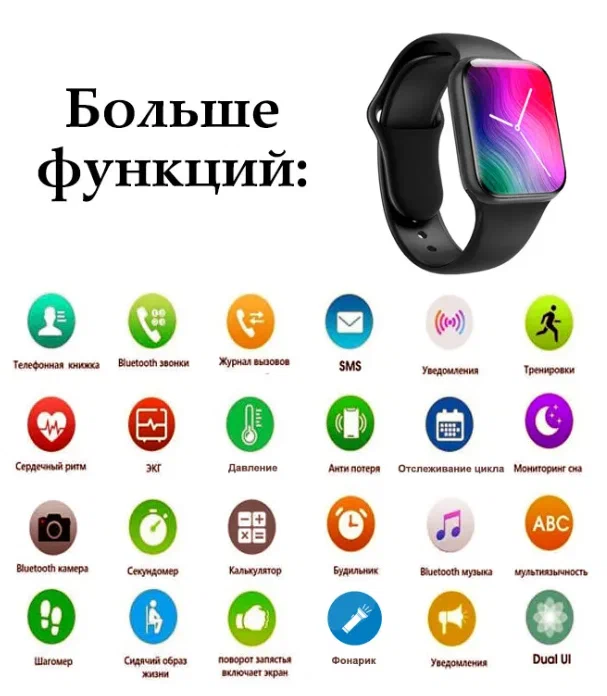 Больше
функций:
Телефонная книжка
Bluetooth звонки
Журнал вызовов
SMS
Уведомления
Тренировки
Сердечный ритм
ЭКГ
Давление
Анти потеря
Отслеживание цикла
Мониторинг сна
Bluetooth камера
Секундомер
Калькулятор
Будильник
Bluetooth музыка
ABC
мультиязычность
Шагомер
Сидячий образ
жизни
поворот запястья
включает экран
Фонарик
Уведомления
Dual UI